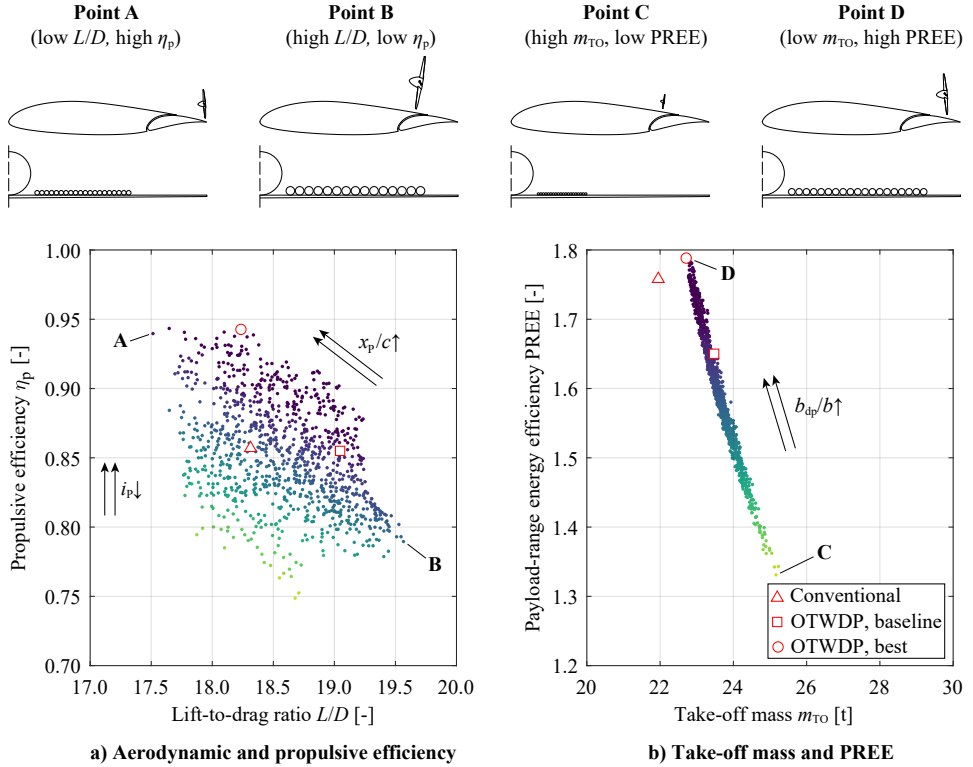 Point A
(low L/D, high ηp)
Point B
(high L/D, low ηp)
Point C
(high mTO, low PREE)
Point D
(low mTO, high PREE)
1.00
0.95
0.90
0.85
0.80
0.75
0.70
Propulsive efficiency ηp [-]
A
xP/c↑
iP↓
B
17.0 17.5 18.0 18.5 19.0 19.5 20.0
Lift-to-drag ratio L/D [-]
a) Aerodynamic and propulsive efficiency
1.8
1.7
1.6
1.5
1.4
1.3
1.2
Payload-range energy efficiency PREE [-]
D
bdp/b↑
C
Conventional
OTWDP, baseline
OTWDP, best
20 22 24 26 28 30
Take-off mass mTO [t]
b) Take-off mass and PREE